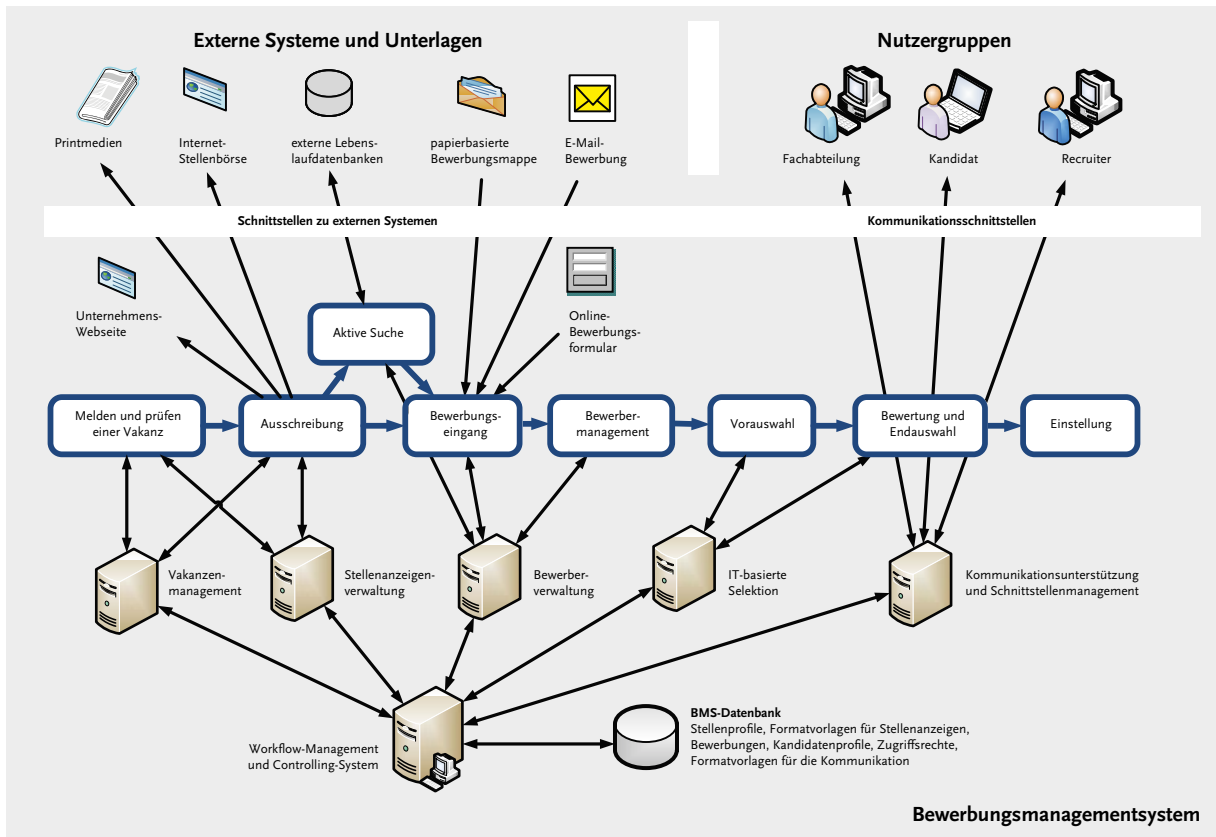 Externe Systeme und Unterlagen
Nutzergruppen
Printmedien
Internet-
Stellenbörse
externe Lebens-
laufdatenbanken
papierbasierte
Bewerbungsmappe
E-Mail-
Bewerbung
Fachabteilung
Kandidat
Recruiter
Schnittstellen zu externen Systemen
Kommunikationsschnittstellen
Unternehmens-
Webseite
Aktive Suche
Online-
Bewerbungs-
formular
Melden und prüfen
einer Vakanz
Ausschreibung
Bewerbungs-
eingang
Bewerber-
management
Vorauswahl
Bewertung und
Endauswahl
Einstellung
Vakanzen-
management
Stellenanzeigen-
verwaltung
Bewerber-
verwaltung
IT-basierte
Selektion
Kommunikationsunterstützung
und Schnittstellenmanagement
Workflow-Management
und Controlling-System
BMS-Datenbank
Stellenprofile, Formatvorlagen für Stellenanzeigen,
Bewerbungen, Kandidatenprofile, Zugriffsrechte,
Formatvorlagen für die Kommunikation
Bewerbungsmanagementsystem